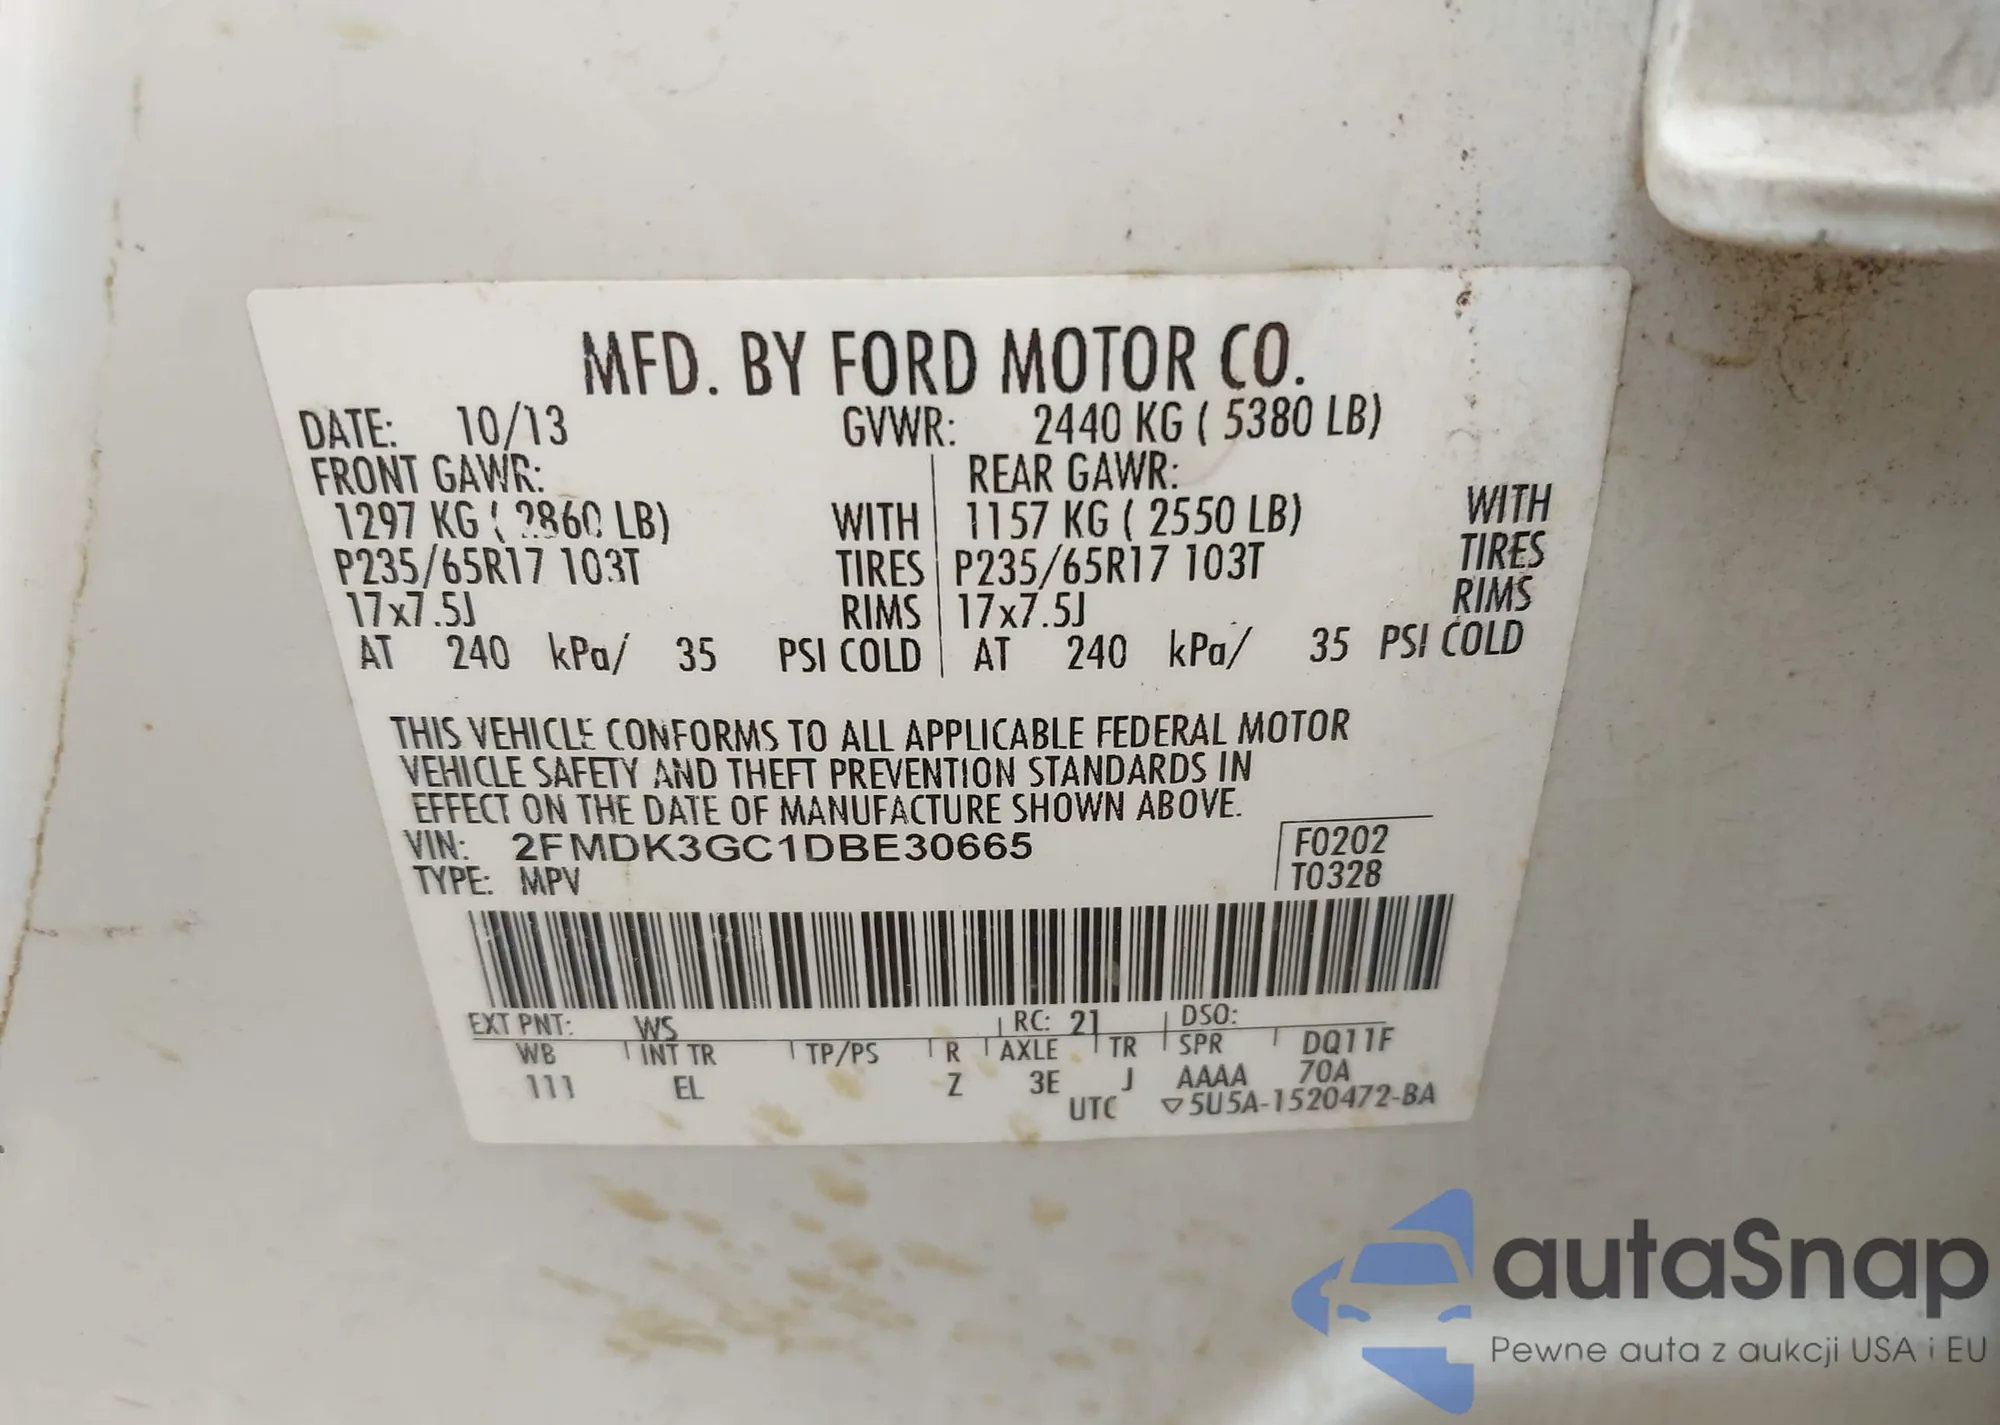 MFD. BY FORD MOTOR CO.
DATE: 10/13 GVWR: 2440 KG ( 5380 LB)
FRONT GAWR: REAR GAWR:
1297 KG ( 2860 LB) WITH 1157 KG ( 2550 LB) WITH
P235/65R17 103T TIRES P235/65R17 103T TIRES
17x7.5J RIMS 17x7.5J RIMS
AT 240 kPa/ 35 PSI COLD AT 240 kPa/ 35 PSI COLD
THIS VEHICLE CONFORMS TO ALL APPLICABLE FEDERAL MOTOR
VEHICLE SAFETY AND THEFT PREVENTION STANDARDS IN
EFFECT ON THE DATE OF MANUFACTURE SHOWN ABOVE.
VIN: 2FMDK3GC1DBE30665 F0202
TYPE: MPV T0328
EXT PNT: WS RC: 21 DSO:
WB INT TR TP/PS R AXLE TR SPR DQ11F
111 EL Z 3E J AAAA 70A
UTC ▽5U5A-1520472-BA
autaSnap
Pewne auta z aukcji USA i EU